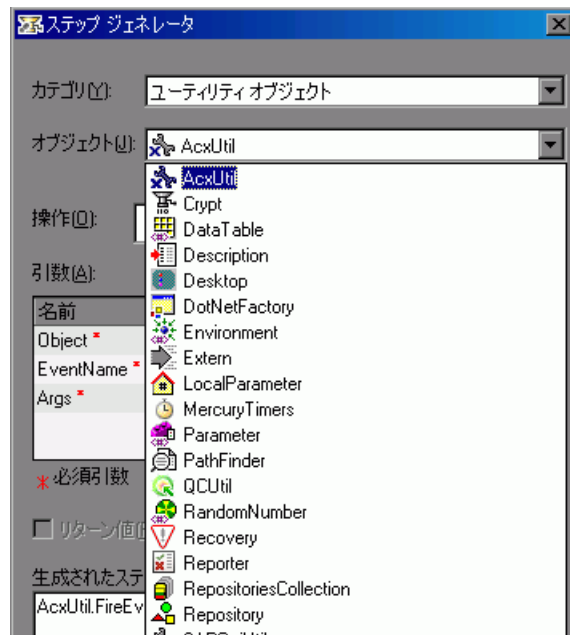 ステップ ジェネレータ
カテゴリ(Y):
ユーティリティ オブジェクト
オブジェクト(J):
AcxUtil
AcxUtil
Crypt
DataTable
Description
Desktop
DotNetFactory
Environment
Extern
LocalParameter
MercuryTimers
Parameter
PathFinder
QCUtil
RandomNumber
Recovery
Reporter
RepositoriesCollection
Repository
操作(O):
引数(A):
名前
Object *
EventName *
Args *
* 必須引数
リターン値
生成されたステ
AcxUtil.FireEv